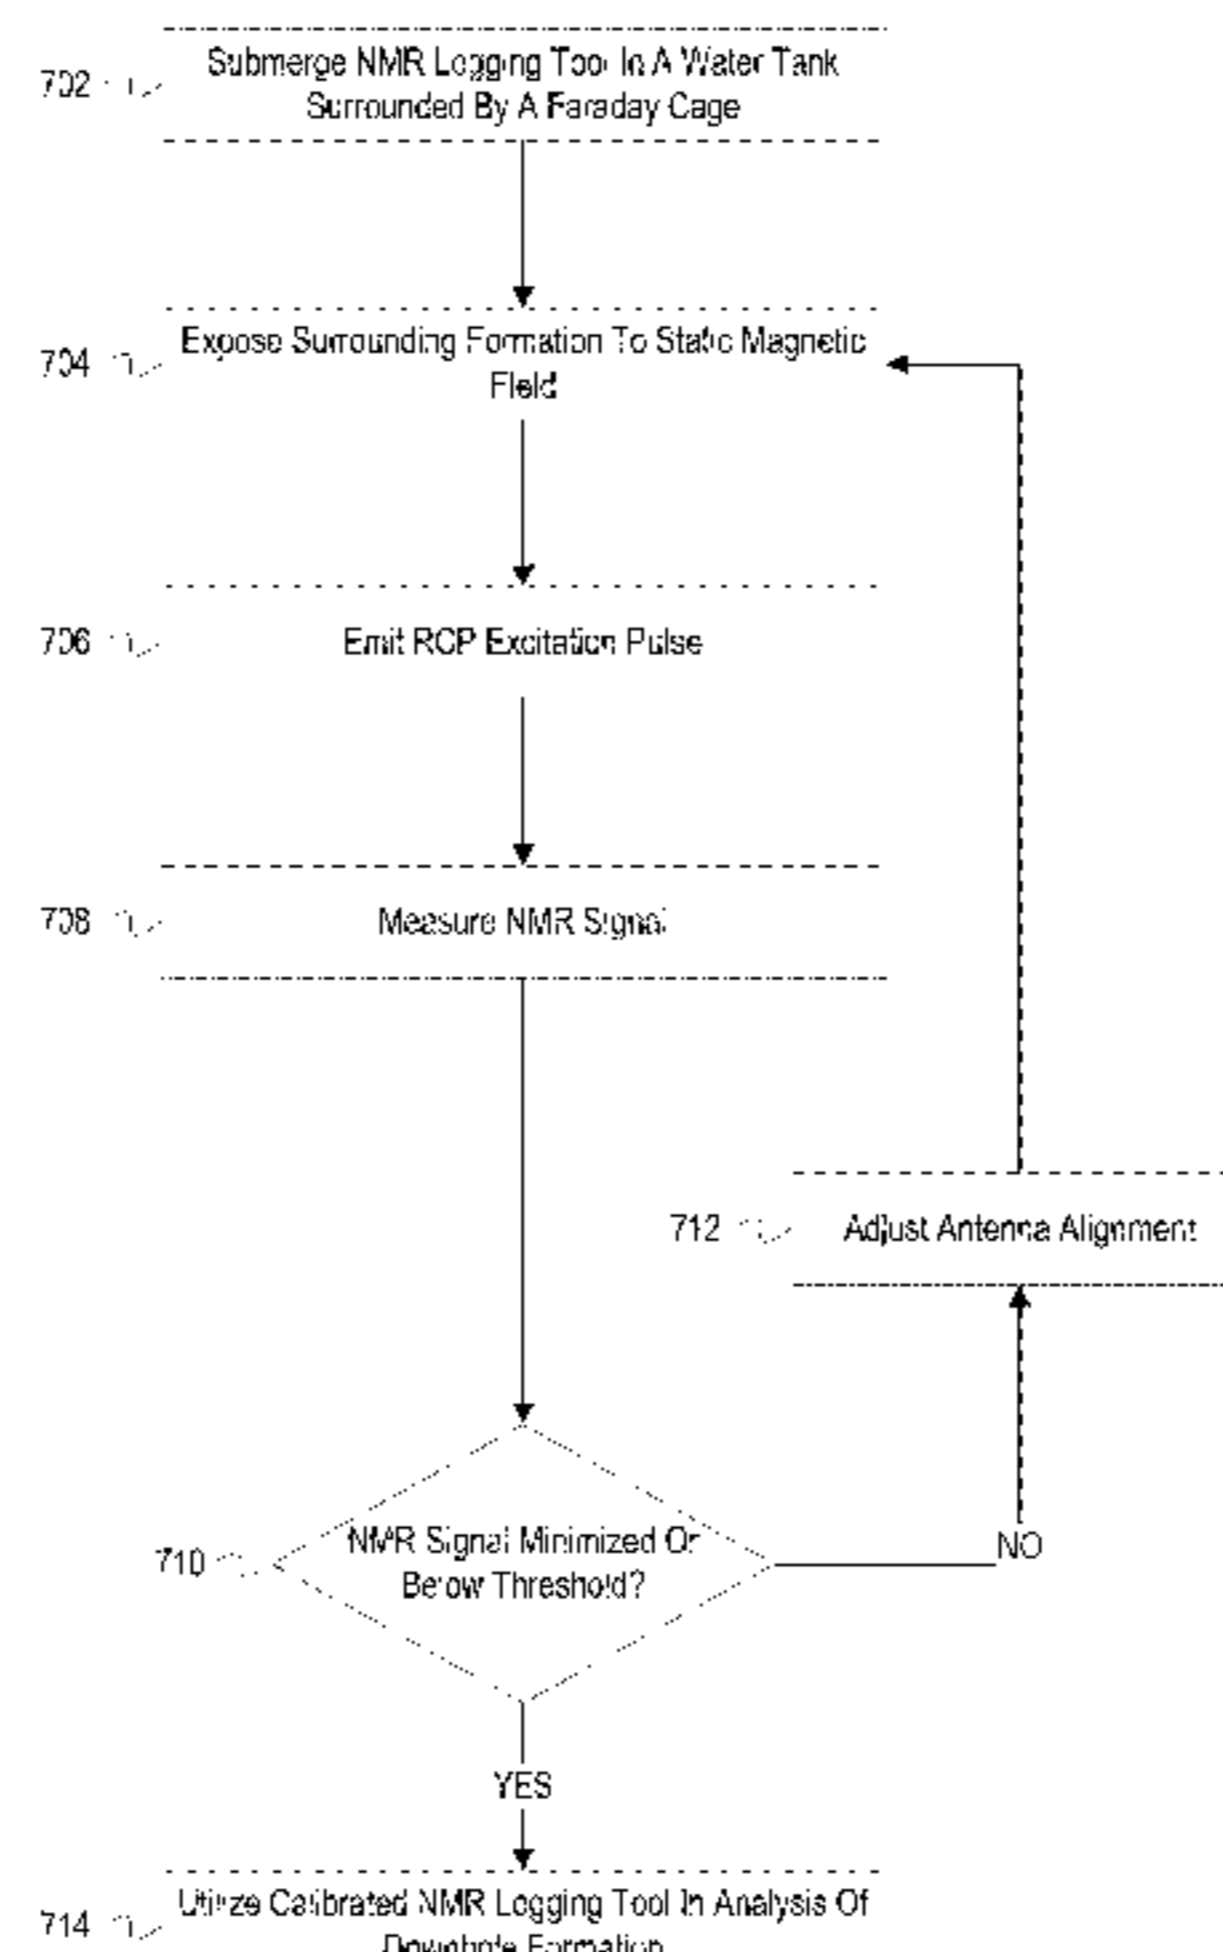 702
Submerge NMR Logging Tool In A Water Tank
Surrounded By A Faraday Cage
704
Expose Surrounding Formation To Static Magnetic
Field
706
Emit RCP Excitation Pulse
708
Measure NMR Signal
712
Adjust Antenna Alignment
710
NMR Signal Minimized Or
Below Threshold?
NO
YES
714
Utilize Calibrated NMR Logging Tool In Analysis Of
Downhole Formation